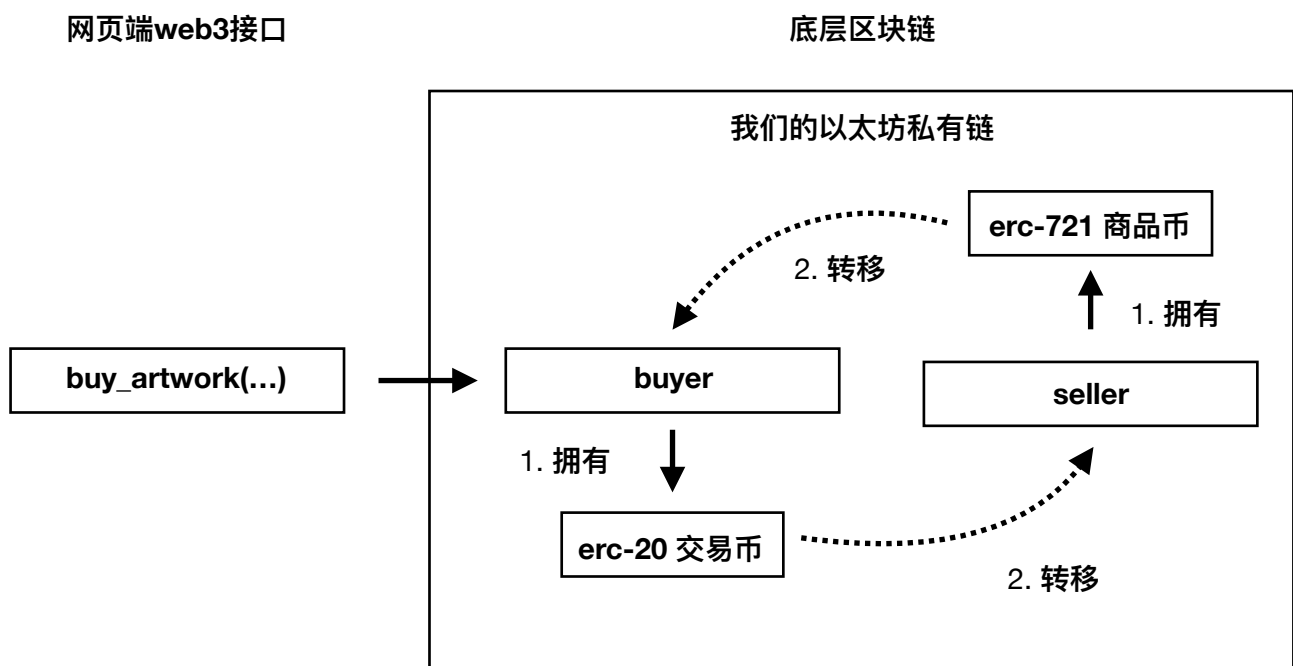 网页端web3接口
底层区块链
我们的以太坊私有链
erc-721 商品币
2. 转移
1. 拥有
buy_artwork(…)
buyer
seller
1. 拥有
erc-20 交易币
2. 转移